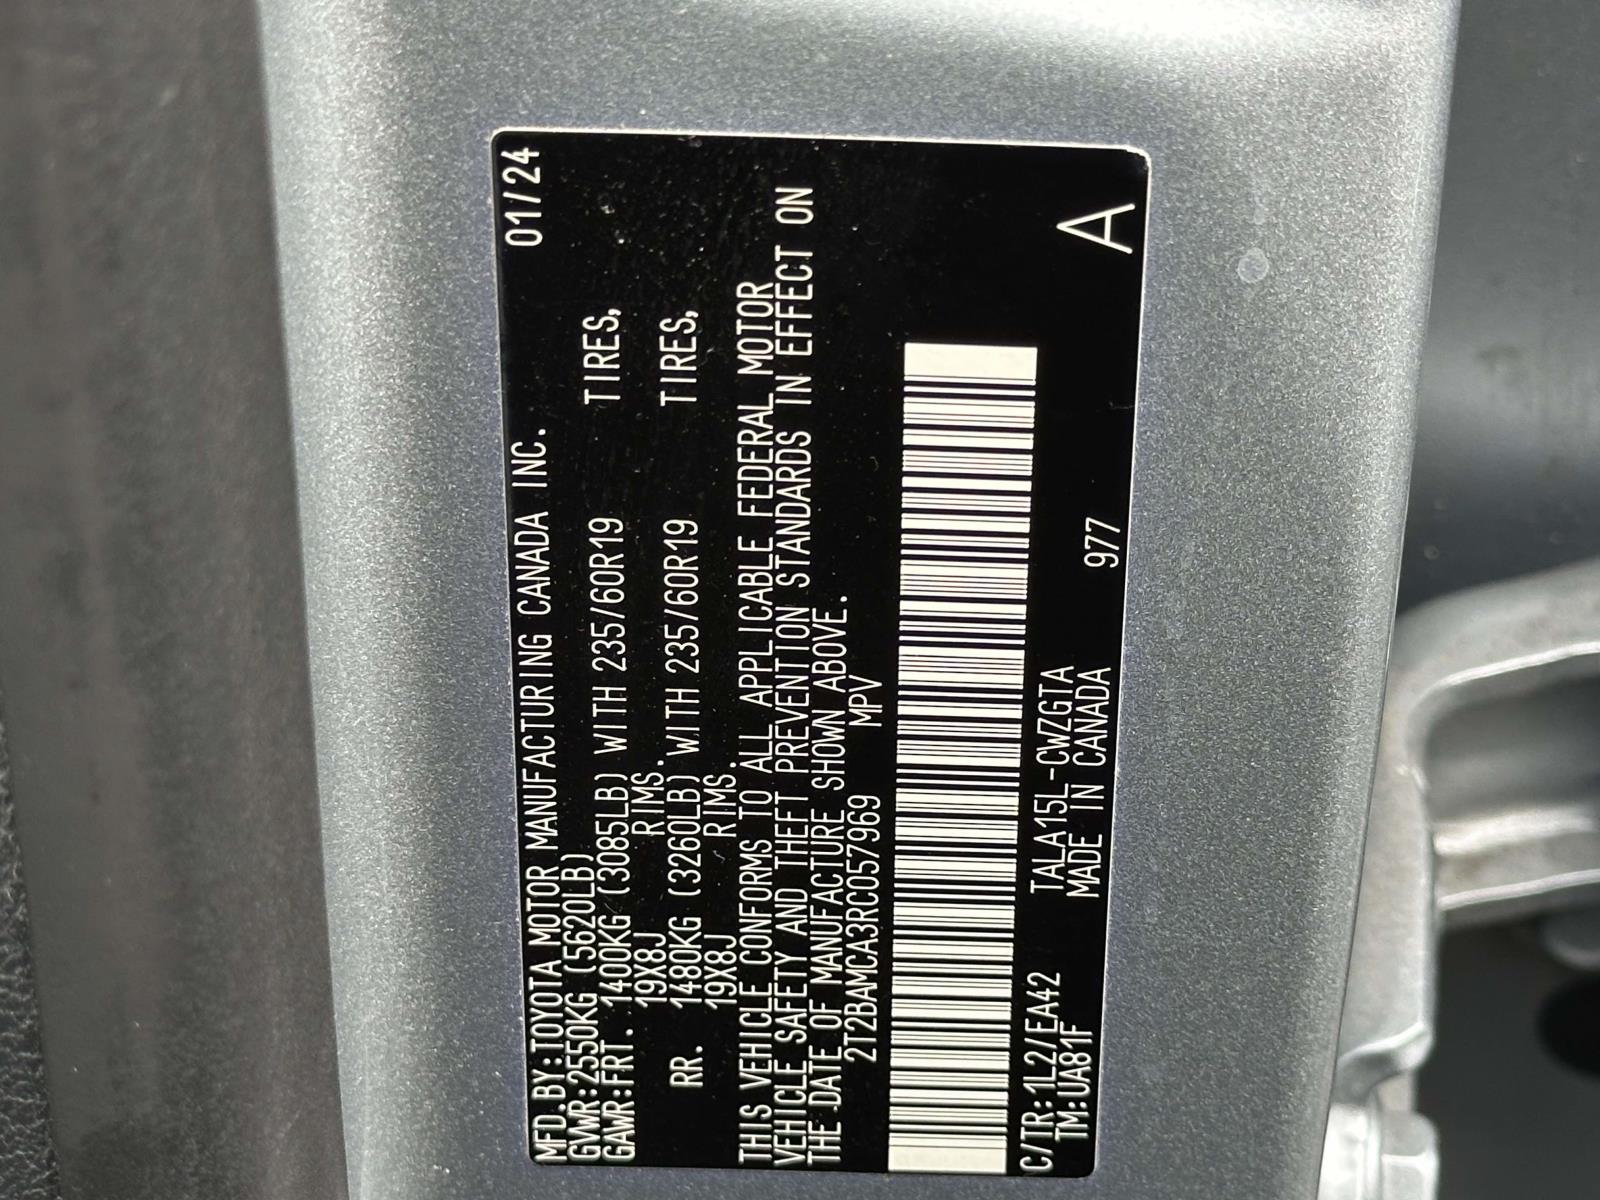 MFD.BY:TOYOTA MOTOR MANUFACTURING CANADA INC. 01/24
GVWR:2550KG (5620LB)
GAWR:FRT. 1400KG (3085LB) WITH 235/60R19 TIRES,
19X8J RIMS.
RR. 1480KG (3260LB) WITH 235/60R19 TIRES,
19X8J RIMS.
THIS VEHICLE CONFORMS TO ALL APPLICABLE FEDERAL MOTOR
VEHICLE SAFETY AND THEFT PREVENTION STANDARDS IN EFFECT ON
THE DATE OF MANUFACTURE SHOWN ABOVE.
2T2BAMCA3RC057969 MPV
C/TR:1L2/EA42 TALA15L-CWZGTA
TM:UA81F MADE IN CANADA 977
A